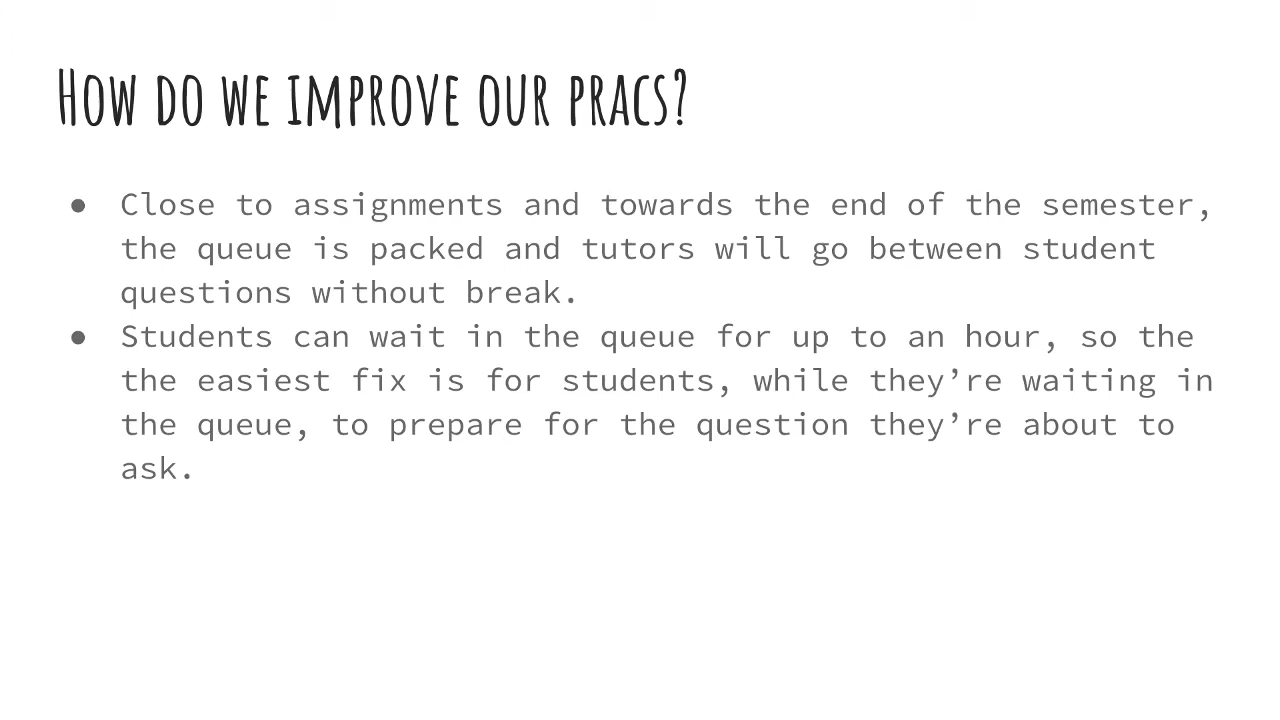 How do we improve our pracs?
● Close to assignments and towards the end of the semester,
the queue is packed and tutors will go between student
questions without break.
● Students can wait in the queue for up to an hour, so the
the easiest fix is for students, while they’re waiting in
the queue, to prepare for the question they’re about to
ask.